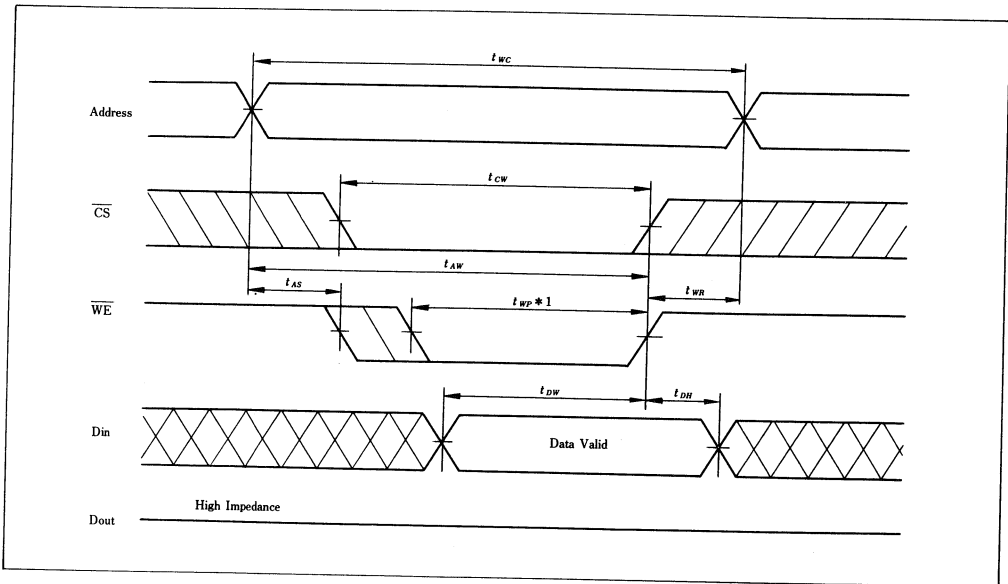 t WC
Address
t CW
CS
t AW
t AS
t WR
WE
t WP *1
t DW
t DH
Din
Data Valid
High Impedance
Dout